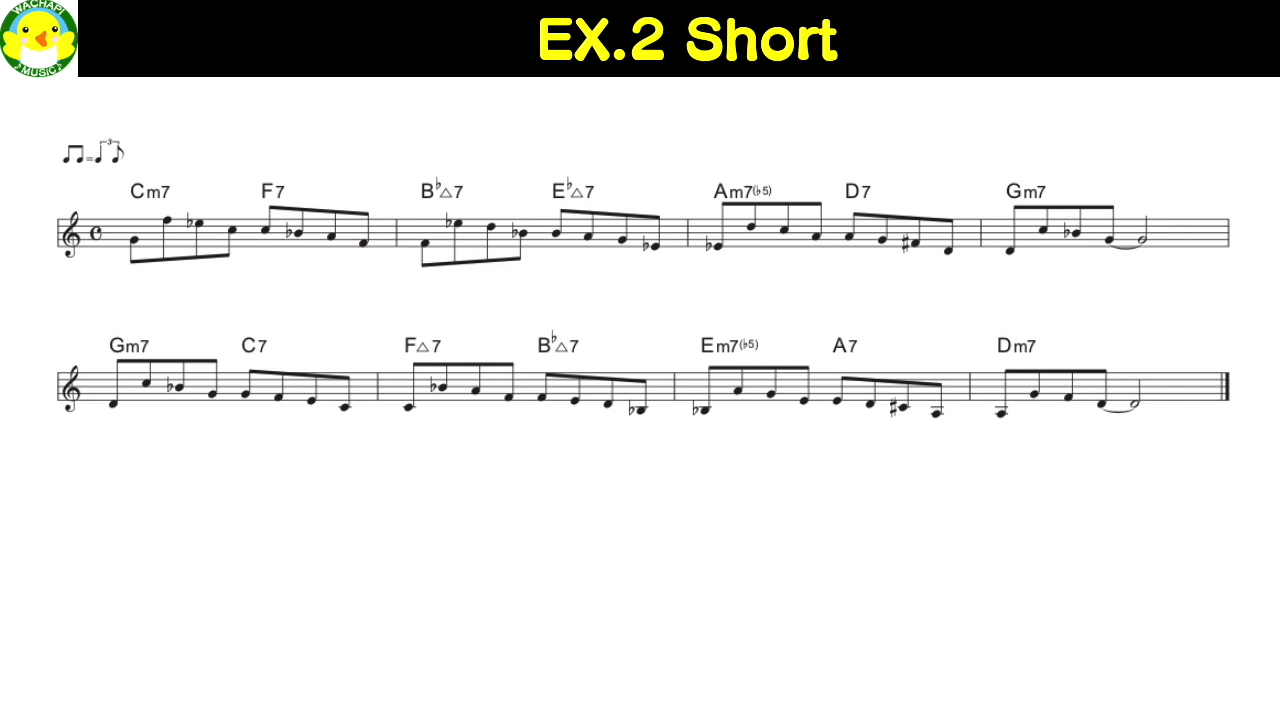 WACHAPI
♪MUSIC♪
EX.2 Short
3
=
Cm7 F7 B♭△7 E♭△7 Am7(♭5) D7 Gm7
Gm7 C7 F△7 B♭△7 Em7(♭5) A7 Dm7